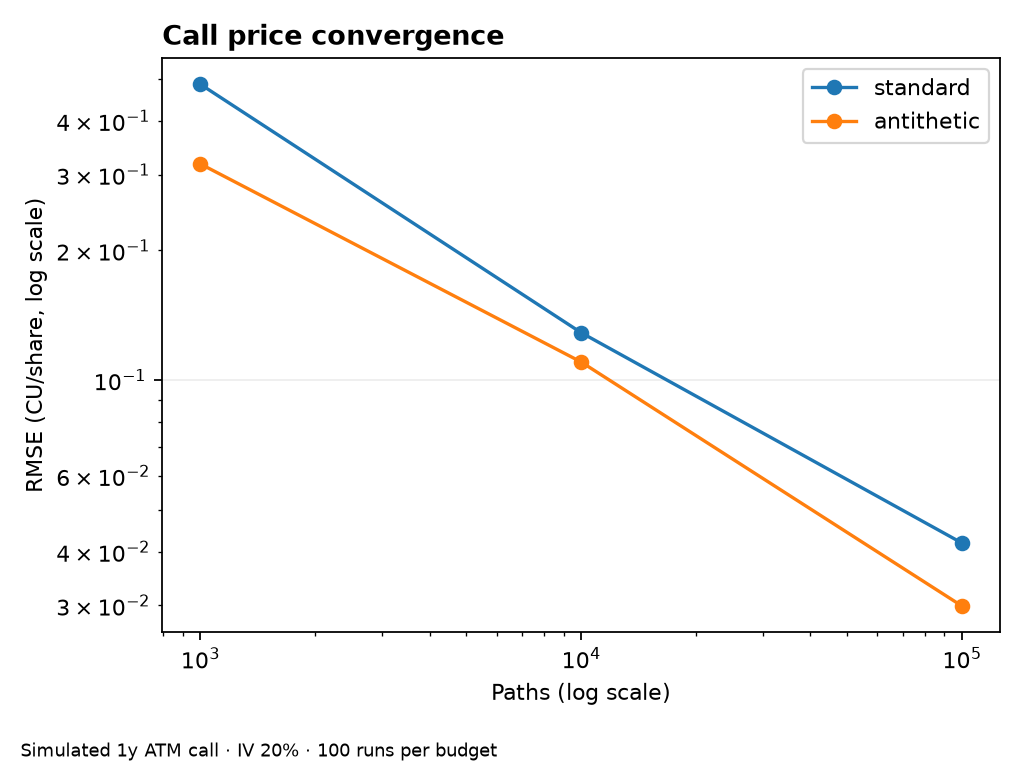 Call price convergence
standard
antithetic
4 × 10⁻¹
3 × 10⁻¹
2 × 10⁻¹
10⁻¹
6 × 10⁻²
4 × 10⁻²
3 × 10⁻²
RMSE (CU/share, log scale)
10³ 10⁴ 10⁵
Paths (log scale)
Simulated 1y ATM call · IV 20% · 100 runs per budget